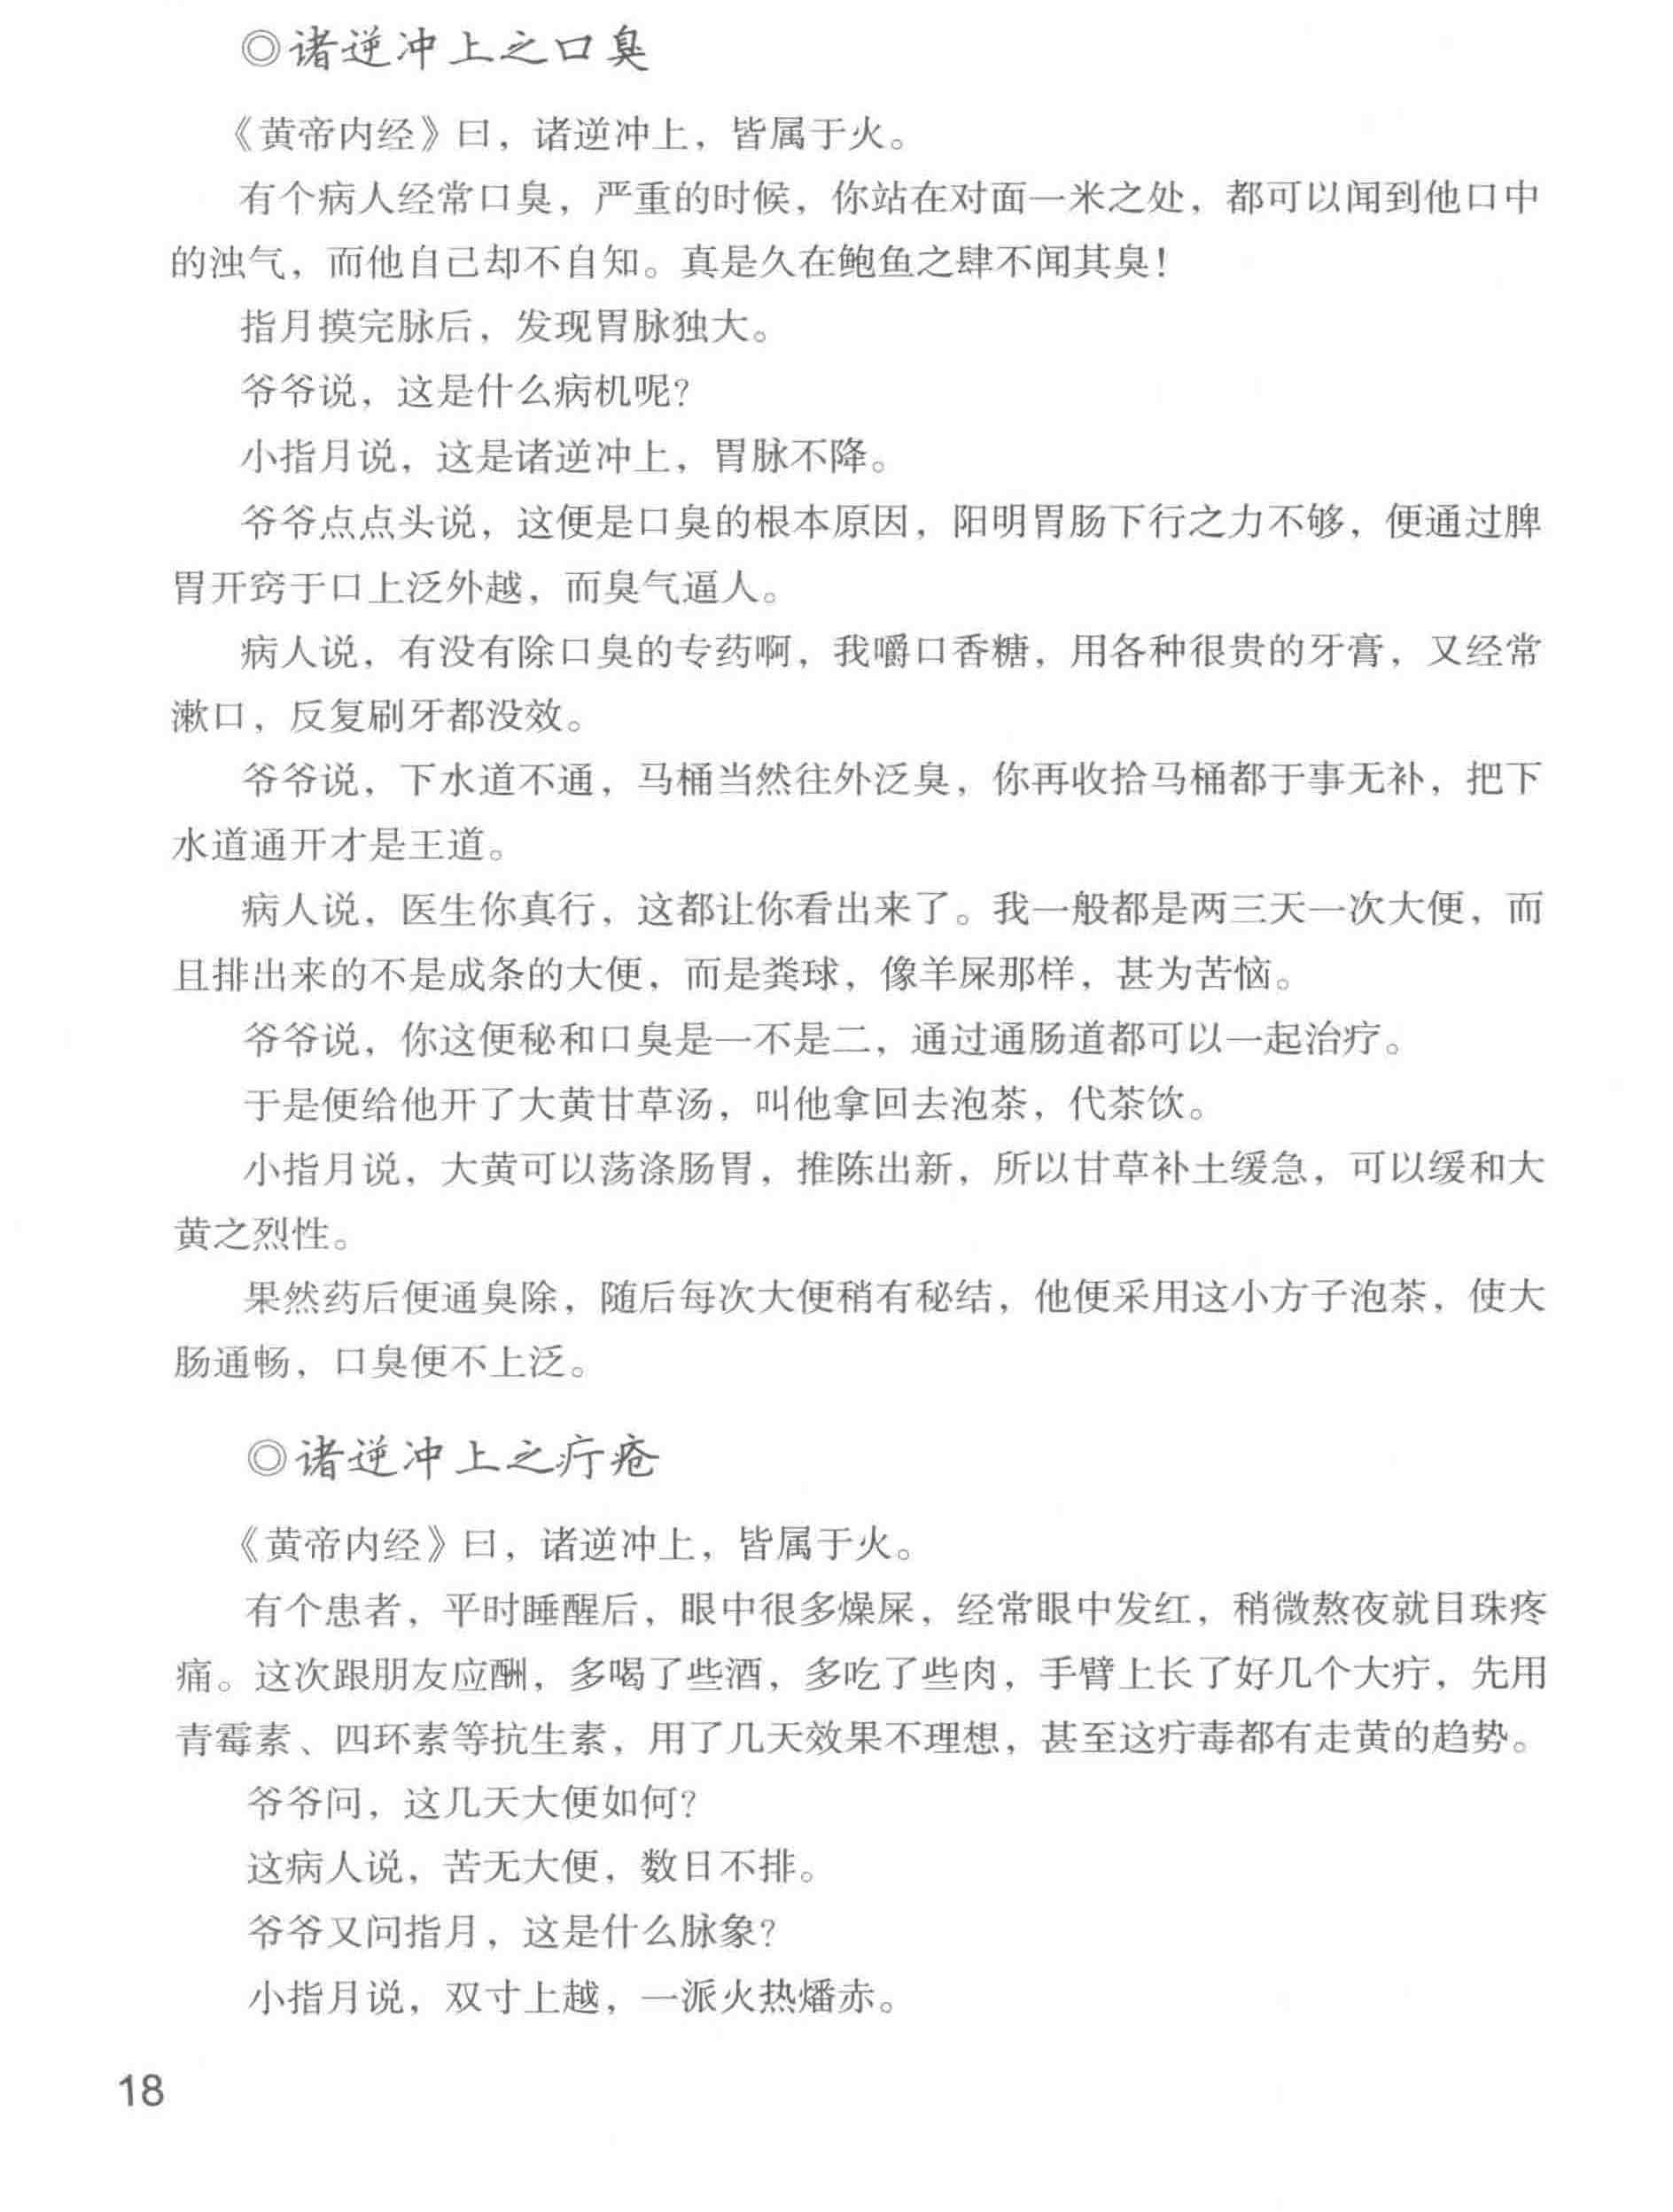 ◎诸逆冲上之口臭
《黄帝内经》曰，诸逆冲上，皆属于火。
有个病人经常口臭，严重的时候，你站在对面一米之处，都可以闻到他口中
的浊气，而他自己却不自知。真是久在鲍鱼之肆不闻其臭！
指月摸完脉后，发现胃脉独大。
爷爷说，这是什么病机呢？
小指月说，这是诸逆冲上，胃脉不降。
爷爷点点头说，这便是口臭的根本原因，阳明胃肠下行之力不够，便通过脾
胃开窍于口上泛外越，而臭气逼人。
病人说，有没有除口臭的专药啊，我嚼口香糖，用各种很贵的牙膏，又经常
漱口，反复刷牙都没效。
爷爷说，下水道不通，马桶当然往外泛臭，你再收拾马桶都于事无补，把下
水道通开才是王道。
病人说，医生你真行，这都让你看出来了。我一般都是两三天一次大便，而
且排出来的不是成条的大便，而是粪球，像羊屎那样，甚为苦恼。
爷爷说，你这便秘和口臭是一不是二，通过通肠道都可以一起治疗。
于是便给他开了大黄甘草汤，叫他拿回去泡茶，代茶饮。
小指月说，大黄可以荡涤肠胃，推陈出新，所以甘草补土缓急，可以缓和大
黄之烈性。
果然药后便通臭除，随后每次大便稍有秘结，他便采用这小方子泡茶，使大
肠通畅，口臭便不上泛。
◎诸逆冲上之疔疮
《黄帝内经》曰，诸逆冲上，皆属于火。
有个患者，平时睡醒后，眼中很多燥屎，经常眼中发红，稍微熬夜就目珠疼
痛。这次跟朋友应酬，多喝了些酒，多吃了些肉，手臂上长了好几个大疔，先用
青霉素、四环素等抗生素，用了几天效果不理想，甚至这疔毒都有走黄的趋势。
爷爷问，这几天大便如何？
这病人说，苦无大便，数日不排。
爷爷又问指月，这是什么脉象？
小指月说，双寸上越，一派火热燔赤。
18